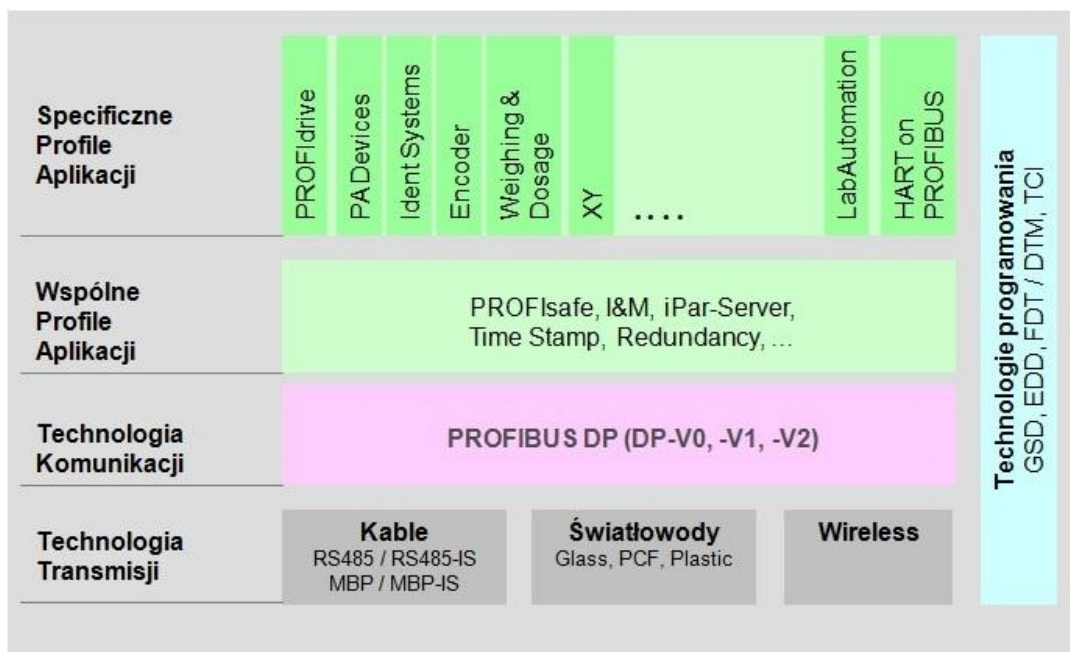 Specificzne
Profile
Aplikacji
PROFIdrive
PA Devices
Ident Systems
Encoder
Weighing &
Dosage
XY
....
LabAutomation
HART on
PROFIBUS
Wspólne
Profile
Aplikacji
PROFIsafe, I&M, iPar-Server,
Time Stamp, Redundancy, ...
Technologia
Komunikacji
PROFIBUS DP (DP-V0, -V1, -V2)
Technologia
Transmisji
Kable
RS485 / RS485-IS
MBP / MBP-IS
Światłowody
Glass, PCF, Plastic
Wireless
Technologie programowania
GSD, EDD, FDT / DTM, TCI